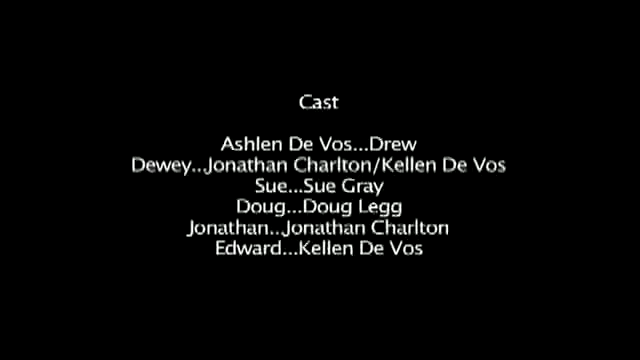 Cast
Ashlen De Vos...Drew
Dewey...Jonathan Charlton/Kellen De Vos
Sue...Sue Gray
Doug...Doug Legg
Jonathan...Jonathan Charlton
Edward...Kellen De Vos